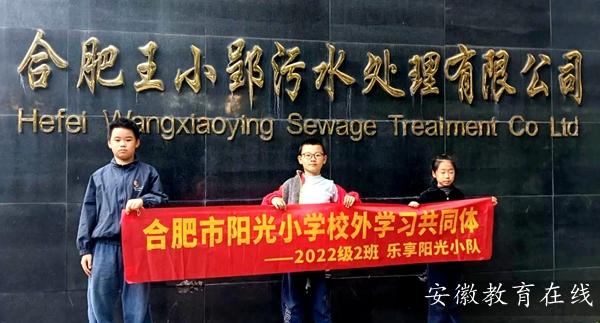 合肥王小郢污水处理有限公司
Hefei Wangxiaoying Sewage Treatment Co Ltd
合肥市阳光小学校外学习共同体
——2022级2班 乐享阳光小队
安徽教育在线